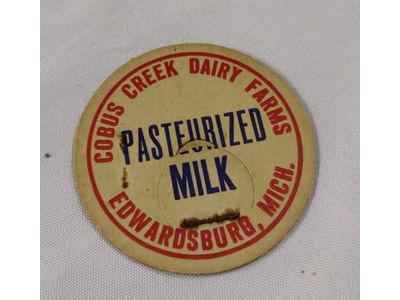 COBUS CREEK DAIRY FARMS
PASTEURIZED
MILK
EDWARDSBURG, MICH.